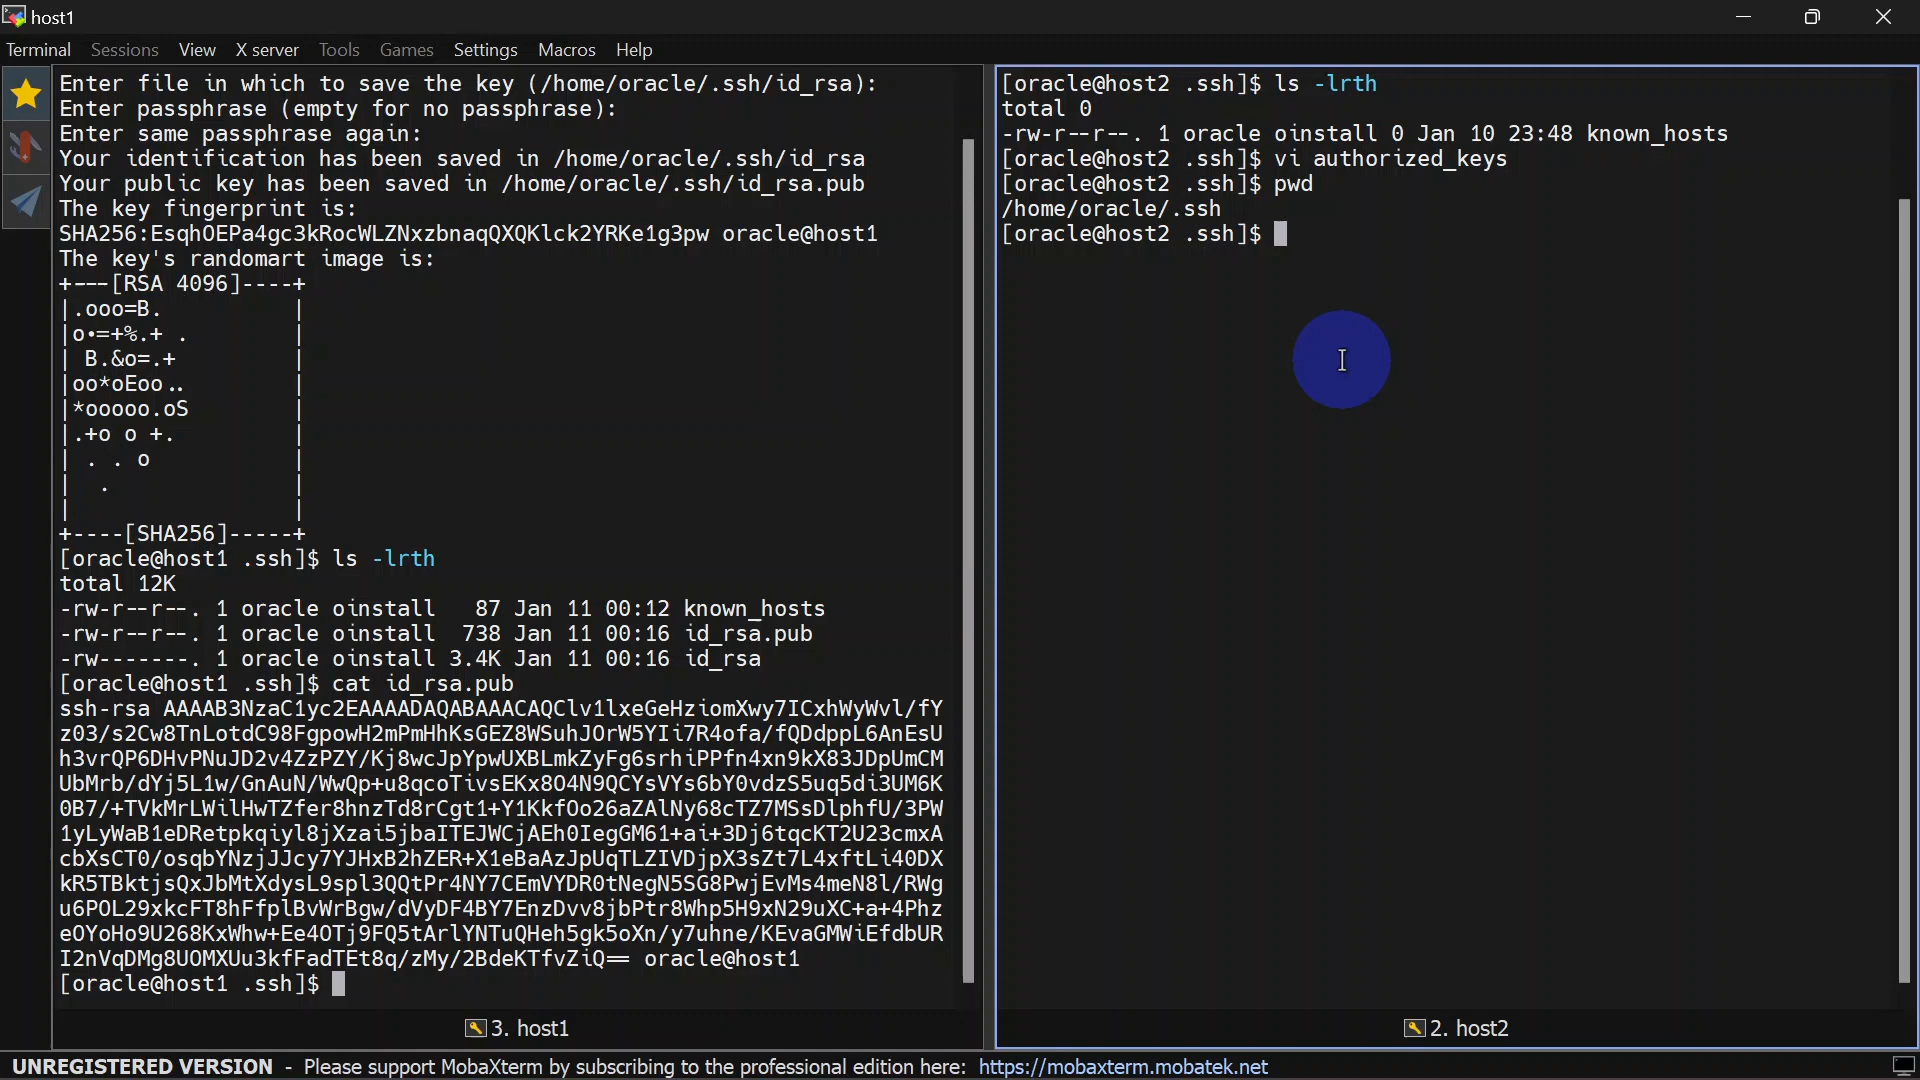 host1
Terminal Sessions View X server Tools Games Settings Macros Help
Enter file in which to save the key (/home/oracle/.ssh/id_rsa):
Enter passphrase (empty for no passphrase):
Enter same passphrase again:
Your identification has been saved in /home/oracle/.ssh/id_rsa
Your public key has been saved in /home/oracle/.ssh/id_rsa.pub
The key fingerprint is:
SHA256:EsqhOEPa4gc3kRocWLZNxzbnaqQXQKlck2YRKe1g3pw oracle@host1
The key's randomart image is:
+---[RSA 4096]----+
|.ooo=B.          |
|o•=+%.+ .        |
| B.&o=.+         |
|oo*oEoo..        |
|*ooooo.oS        |
|.+o o +.         |
| . . o           |
|  .              |
|                 |
+----[SHA256]-----+
[oracle@host1 .ssh]$ ls -lrth
total 12K
-rw-r--r--. 1 oracle oinstall   87 Jan 11 00:12 known_hosts
-rw-r--r--. 1 oracle oinstall  738 Jan 11 00:16 id_rsa.pub
-rw-------. 1 oracle oinstall 3.4K Jan 11 00:16 id_rsa
[oracle@host1 .ssh]$ cat id_rsa.pub
ssh-rsa AAAAB3NzaC1yc2EAAAADAQABAAACAQClv1lxeGeHziomXwy7ICxhWyWvl/fY
z03/s2Cw8TnLotdC98FgpowH2mPmHhKsGEZ8WSuhJOrW5YIi7R4ofa/fQDdppL6AnEsU
h3vrQP6DHvPNuJD2v4ZzPZY/Kj8wcJpYpwUXBLmkZyFg6srhiPPfn4xn9kX83JDpUmCM
UbMrb/dYj5L1w/GnAuN/WwQp+u8qcoTivsEKx8O4N9QCYsVYs6bY0vdzS5uq5di3UM6K
0B7/+TVkMrLWilHwTZfer8hnzTd8rCgt1+Y1KkfOo26aZAlNy68cTZ7MSsDlphfU/3PW
1yLyWaB1eDRetpkqiyl8jXzai5jbaITEJWCjAEh0IegGM61+ai+3Dj6tqcKT2U23cmxA
cbXsCT0/osqbYNzjJJcy7YJHxB2hZER+X1eBaAzJpUqTLZIVDjpX3sZt7L4xftLi40DX
kR5TBktjsQxJbMtXdysL9spl3QQtPr4NY7CEmVYDR0tNegN5SG8PwjEvMs4meN8l/RWg
u6POL29xkcFT8hFfplBvWrBgw/dVyDF4BY7EnzDvv8jbPtr8Whp5H9xN29uXC+a+4Phz
eOYoHo9U268KxWhw+Ee4OTj9FQ5tArlYNTuQHeh5gk5oXn/y7uhne/KEvaGMWiEfdbUR
I2nVqDMg8UOMXUu3kfFadTEt8q/zMy/2BdeKTfvZiQ== oracle@host1
[oracle@host1 .ssh]$
3. host1
[oracle@host2 .ssh]$ ls -lrth
total 0
-rw-r--r--. 1 oracle oinstall 0 Jan 10 23:48 known_hosts
[oracle@host2 .ssh]$ vi authorized_keys
[oracle@host2 .ssh]$ pwd
/home/oracle/.ssh
[oracle@host2 .ssh]$
2. host2
UNREGISTERED VERSION - Please support MobaXterm by subscribing to the professional edition here: https://mobaxterm.mobatek.net